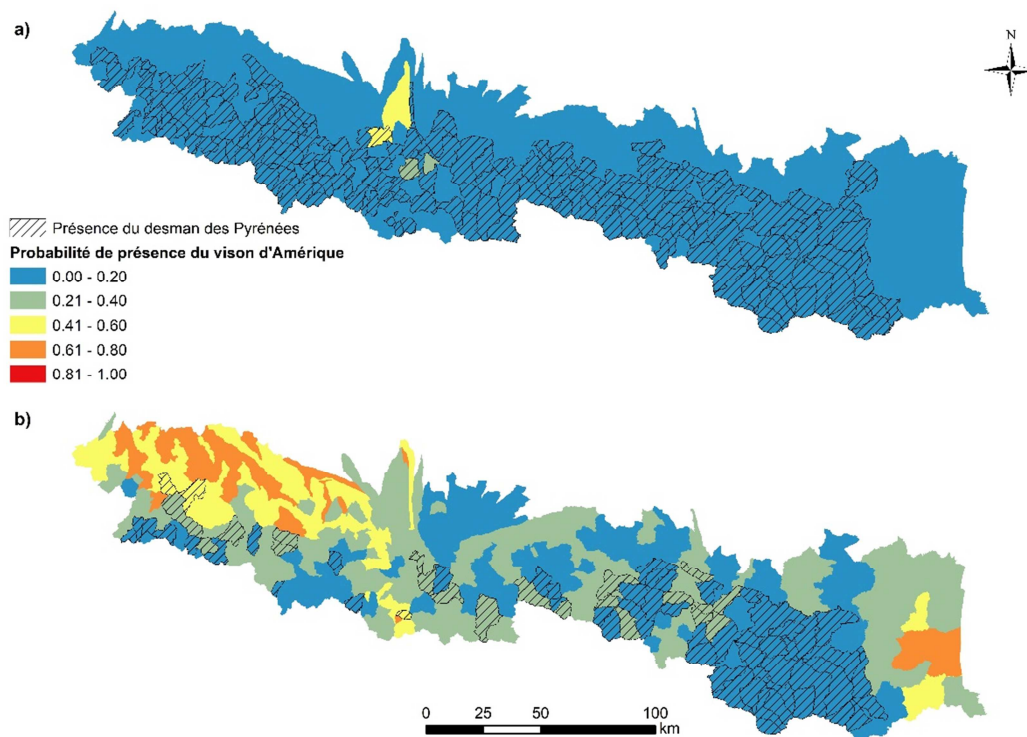 a)
N
Présence du desman des Pyrénées
Probabilité de présence du vison d'Amérique
0.00 - 0.20
0.21 - 0.40
0.41 - 0.60
0.61 - 0.80
0.81 - 1.00
b)
0 25 50 100
km